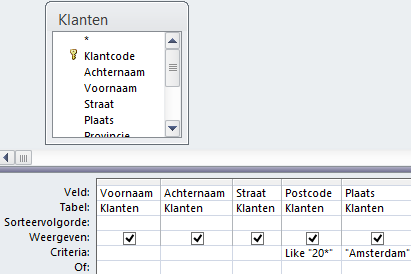 Klanten
*
Klantcode
Achternaam
Voornaam
Straat
Plaats
Provincie
Veld: Voornaam Achternaam Straat Postcode Plaats
Tabel: Klanten Klanten Klanten Klanten Klanten
Sorteervolgorde:
Weergeven:
Criteria: Like "20*" "Amsterdam"
Of: